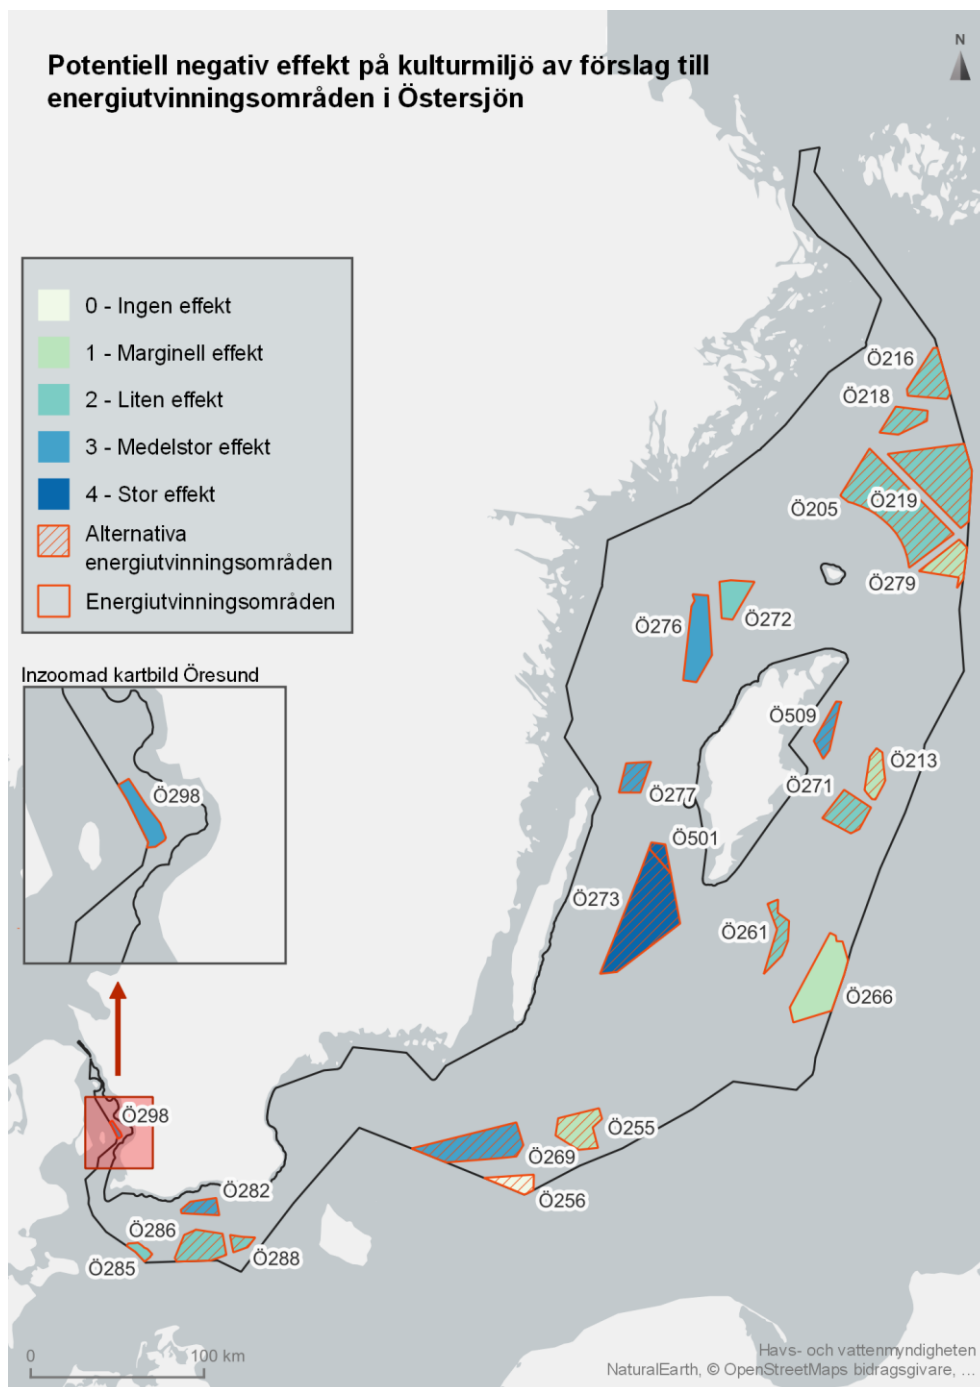 Potentiell negativ effekt på kulturmiljö av förslag till
energiutvinningsområden i Östersjön
N
0 - Ingen effekt
1 - Marginell effekt
2 - Liten effekt
3 - Medelstor effekt
4 - Stor effekt
Alternativa
energiutvinningsområden
Energiutvinningsområden
Inzoomad kartbild Öresund
Ö298
Ö216
Ö218
Ö219
Ö205
Ö279
Ö272
Ö276
Ö509
Ö213
Ö271
Ö277
Ö501
Ö273
Ö261
Ö266
Ö298
Ö255
Ö269
Ö256
Ö282
Ö286
Ö288
Ö285
0 100 km
Havs- och vattenmyndigheten
NaturalEarth, © OpenStreetMaps bidragsgivare, ...